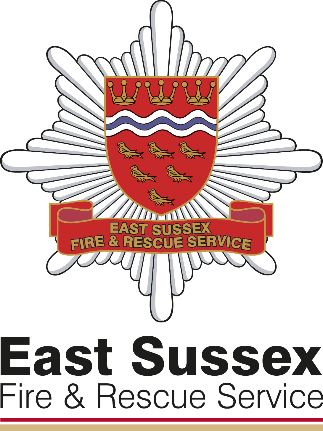 EAST SUSSEX
FIRE & RESCUE SERVICE
East Sussex
Fire & Rescue Service